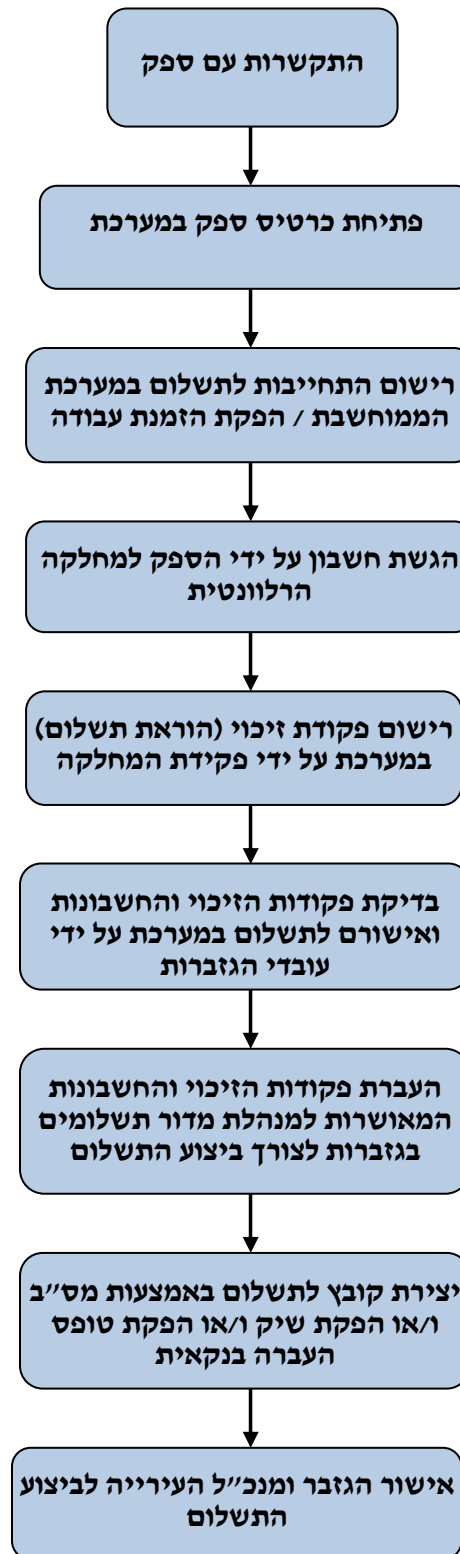 התקשרות עם ספק
פתיחת כרטיס ספק במערכת
רישום התחייבות לתשלום במערכת
הממוחשבת / הפקת הזמנת עבודה
הגשת חשבון על ידי הספק למחלקה
הרלוונטית
רישום פקודת זיכוי (הוראת תשלום)
במערכת על ידי פקידת המחלקה
בדיקת פקודות הזיכוי והחשבונות
ואישורם לתשלום במערכת על ידי
עובדי הגזברות
העברת פקודות הזיכוי והחשבונות
המאושרות למנהלת מדור תשלומים
בגזברות לצורך ביצוע התשלום
יצירת קובץ לתשלום באמצעות מס״ב
ו/או הפקת שיק ו/או הפקת טופס
העברה בנקאית
אישור הגזבר ומנכ״ל העירייה לביצוע
התשלום